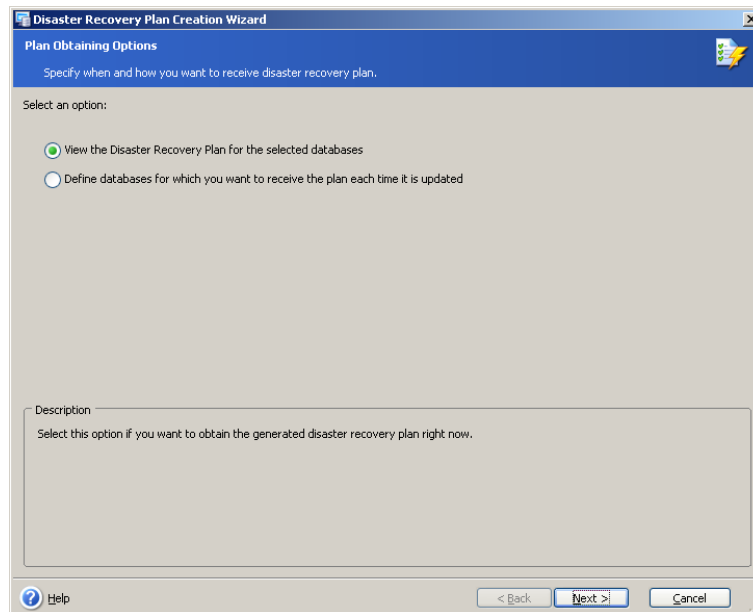 Disaster Recovery Plan Creation Wizard
Plan Obtaining Options
Specify when and how you want to receive disaster recovery plan.
Select an option:
View the Disaster Recovery Plan for the selected databases
Define databases for which you want to receive the plan each time it is updated
Description
Select this option if you want to obtain the generated disaster recovery plan right now.
Help
< Back
Next >
Cancel